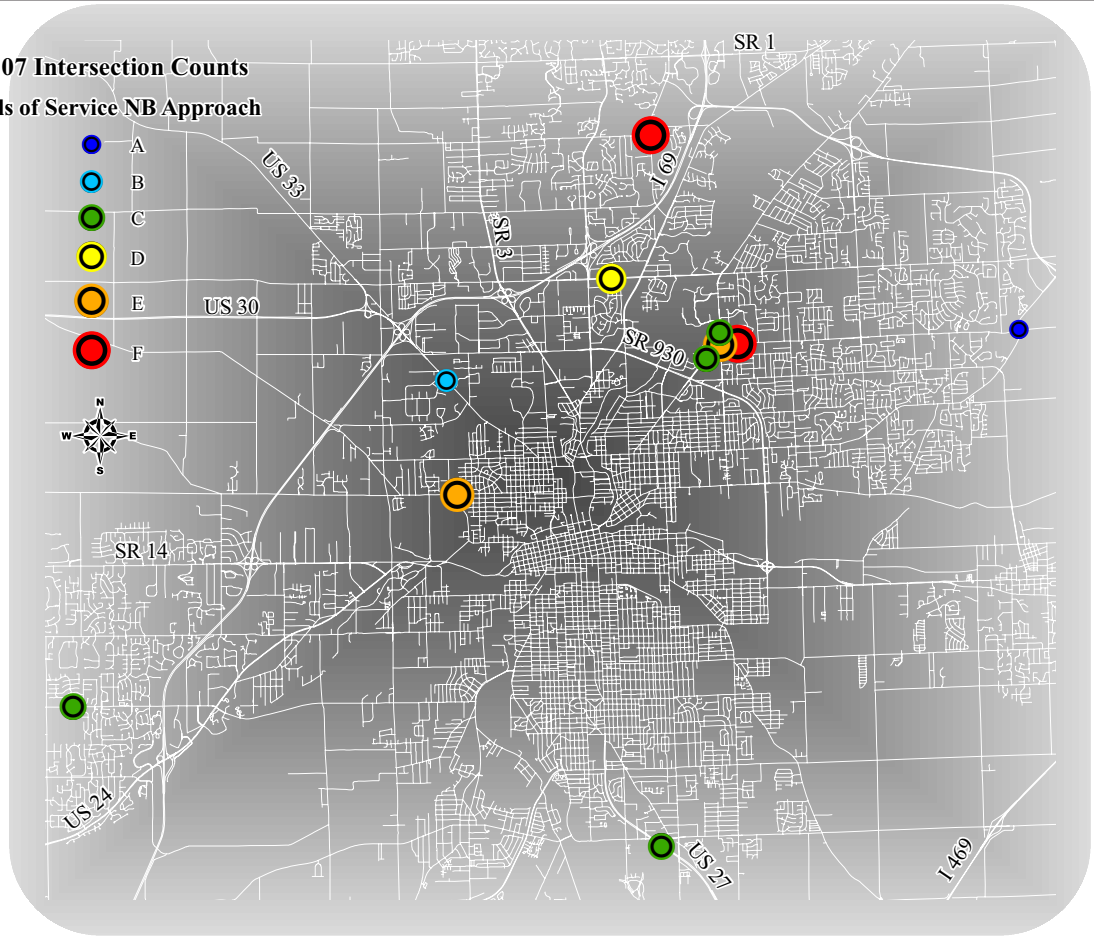 SR 1
07 Intersection Counts
ls of Service NB Approach
A
B
C
D
E
F
US 33
I 69
SR 3
US 30
SR 930
N
W E
S
SR 14
US 24
US 27
I 469